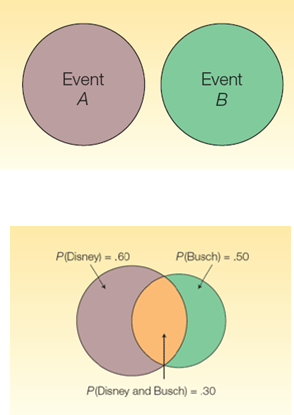 Event
A
Event
B
P(Disney) = .60
P(Busch) = .50
P(Disney and Busch) = .30